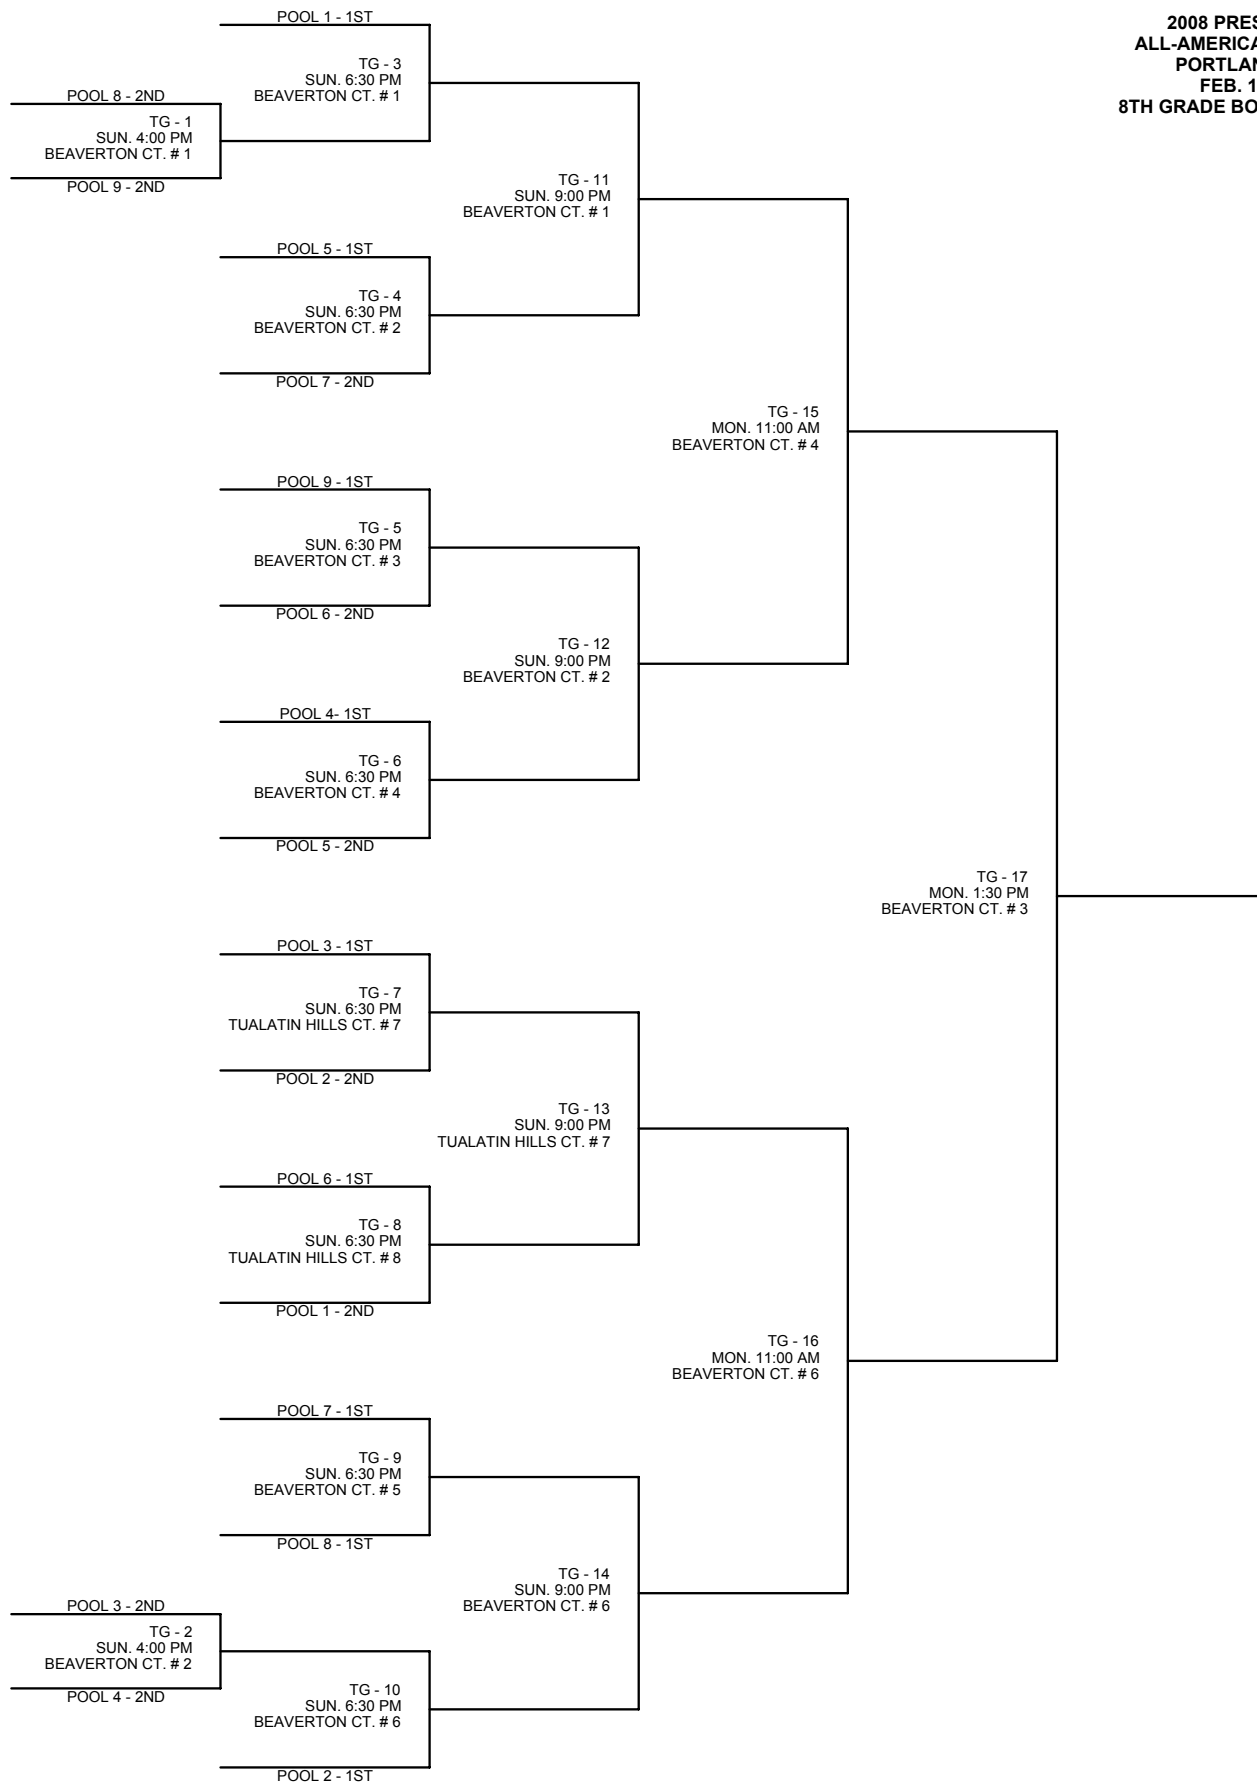 2008 PRES
ALL-AMERICA
PORTLAN
FEB. 1
8TH GRADE BO
POOL 1 - 1ST
TG - 3
SUN. 6:30 PM
BEAVERTON CT. # 1
POOL 8 - 2ND
TG - 1
SUN. 4:00 PM
BEAVERTON CT. # 1
POOL 9 - 2ND
TG - 11
SUN. 9:00 PM
BEAVERTON CT. # 1
POOL 5 - 1ST
TG - 4
SUN. 6:30 PM
BEAVERTON CT. # 2
POOL 7 - 2ND
TG - 15
MON. 11:00 AM
BEAVERTON CT. # 4
POOL 9 - 1ST
TG - 5
SUN. 6:30 PM
BEAVERTON CT. # 3
POOL 6 - 2ND
TG - 12
SUN. 9:00 PM
BEAVERTON CT. # 2
POOL 4- 1ST
TG - 6
SUN. 6:30 PM
BEAVERTON CT. # 4
POOL 5 - 2ND
TG - 17
MON. 1:30 PM
BEAVERTON CT. # 3
POOL 3 - 1ST
TG - 7
SUN. 6:30 PM
TUALATIN HILLS CT. # 7
POOL 2 - 2ND
TG - 13
SUN. 9:00 PM
TUALATIN HILLS CT. # 7
POOL 6 - 1ST
TG - 8
SUN. 6:30 PM
TUALATIN HILLS CT. # 8
POOL 1 - 2ND
TG - 16
MON. 11:00 AM
BEAVERTON CT. # 6
POOL 7 - 1ST
TG - 9
SUN. 6:30 PM
BEAVERTON CT. # 5
POOL 8 - 1ST
TG - 14
SUN. 9:00 PM
BEAVERTON CT. # 6
POOL 3 - 2ND
TG - 2
SUN. 4:00 PM
BEAVERTON CT. # 2
POOL 4 - 2ND
TG - 10
SUN. 6:30 PM
BEAVERTON CT. # 6
POOL 2 - 1ST